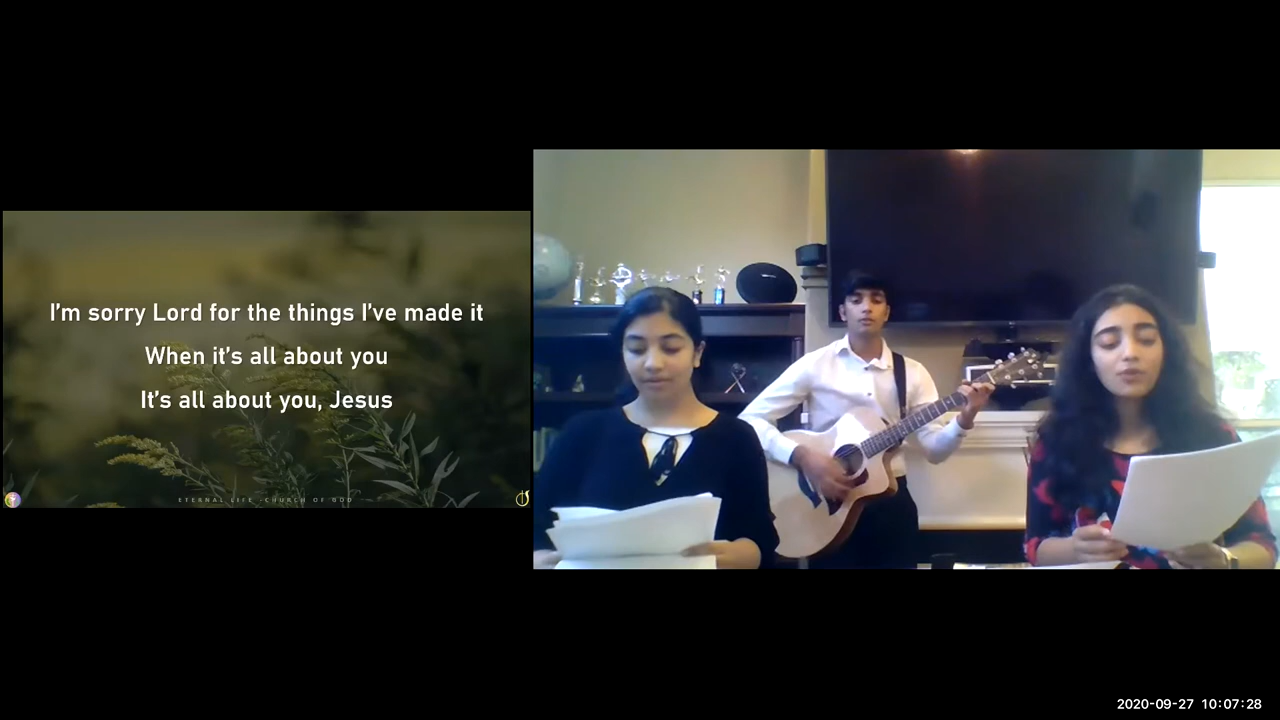 I'm sorry Lord for the things I've made it
When it's all about you
It's all about you, Jesus
ETERNAL LIFE CHURCH OF GOD
2020-09-27 10:07:28